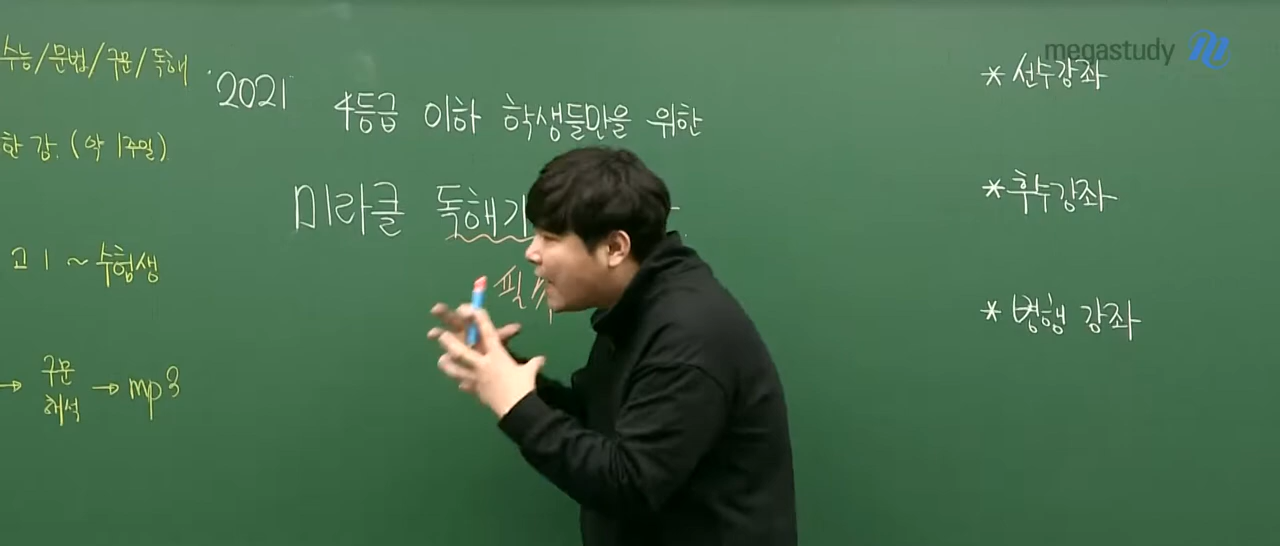 수능/문법/구문/독해
한 강. (약 1주일)
고 1 ~ 수험생
→ 구문 → mp3
해석
2021
4등급 이하 학생들만을 위한
미라클 독해기
필수
megastudy
* 선수강좌
* 후수강좌
* 병행 강좌